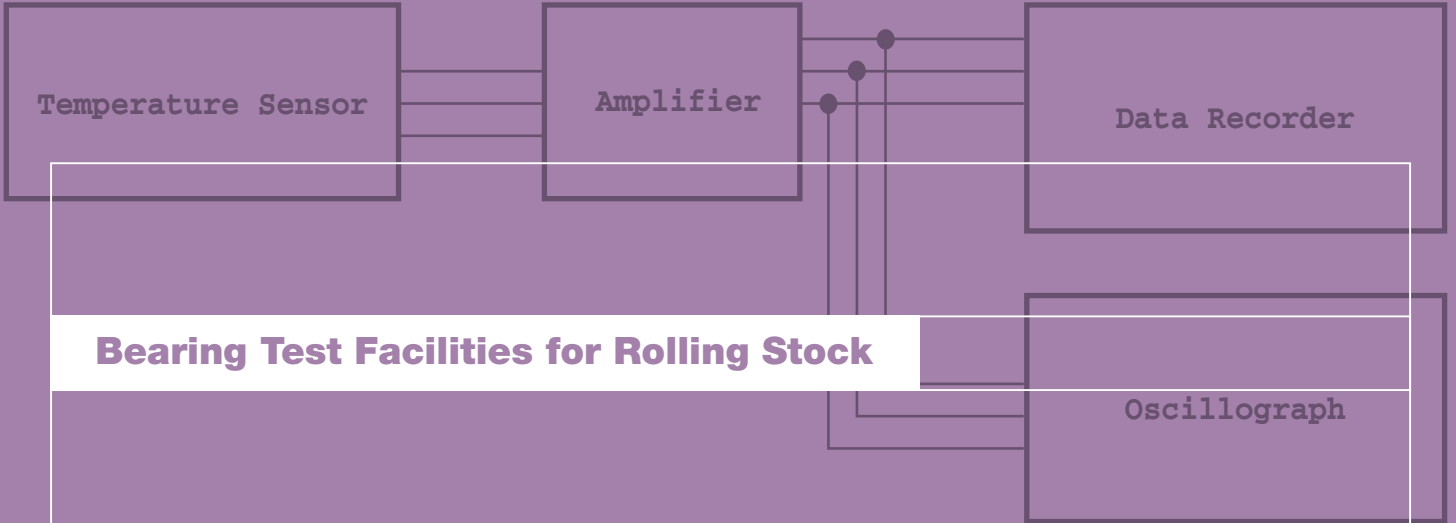 Temperature Sensor
Amplifier
Data Recorder
Bearing Test Facilities for Rolling Stock
Oscillograph